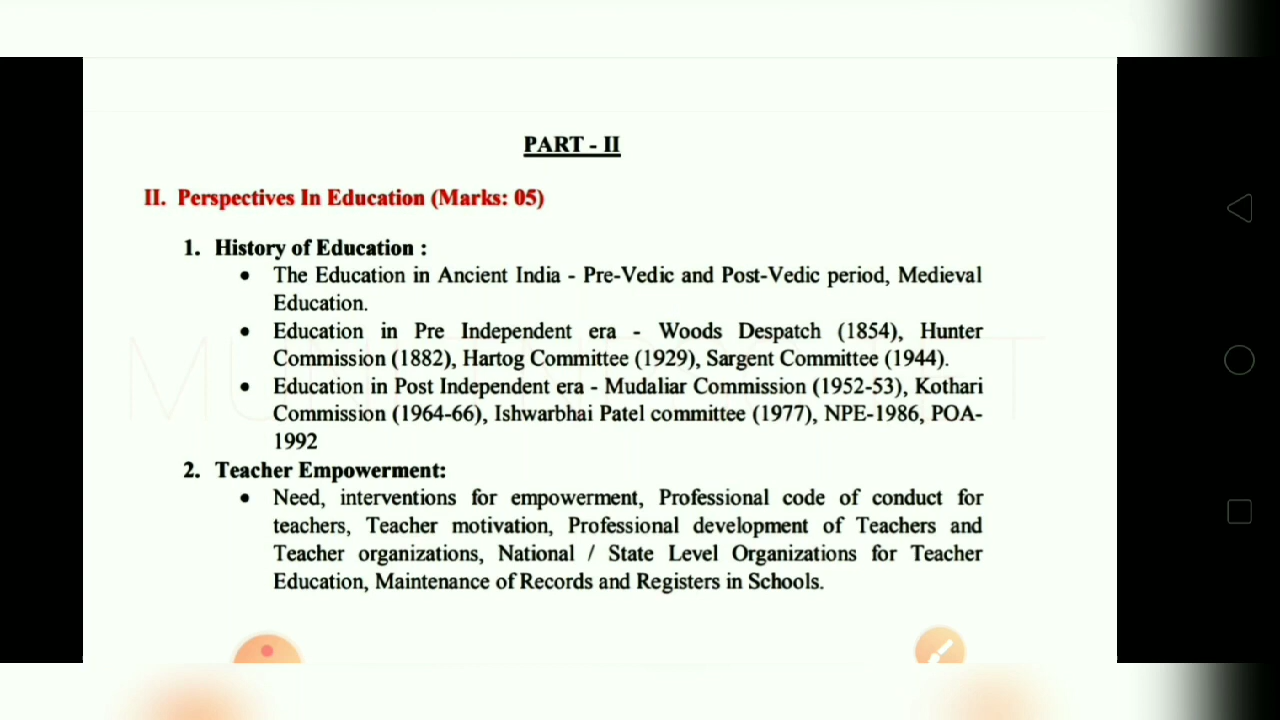 PART - II
II. Perspectives In Education (Marks: 05)
1. History of Education :
• The Education in Ancient India - Pre-Vedic and Post-Vedic period, Medieval
Education.
• Education in Pre Independent era - Woods Despatch (1854), Hunter
Commission (1882), Hartog Committee (1929), Sargent Committee (1944).
• Education in Post Independent era - Mudaliar Commission (1952-53), Kothari
Commission (1964-66), Ishwarbhai Patel committee (1977), NPE-1986, POA-
1992
2. Teacher Empowerment:
• Need, interventions for empowerment, Professional code of conduct for
teachers, Teacher motivation, Professional development of Teachers and
Teacher organizations, National / State Level Organizations for Teacher
Education, Maintenance of Records and Registers in Schools.